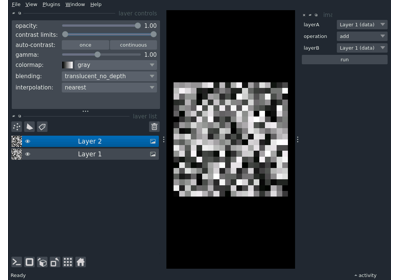 File View Plugins Window Help
layer controls
opacity: 1.00
contrast limits:
auto-contrast: once continuous
gamma: 1.00
colormap: gray
blending: translucent_no_depth
interpolation: nearest
layer list
Layer 2
Layer 1
layerA Layer 1 (data)
operation add
layerB Layer 1 (data)
run
activity